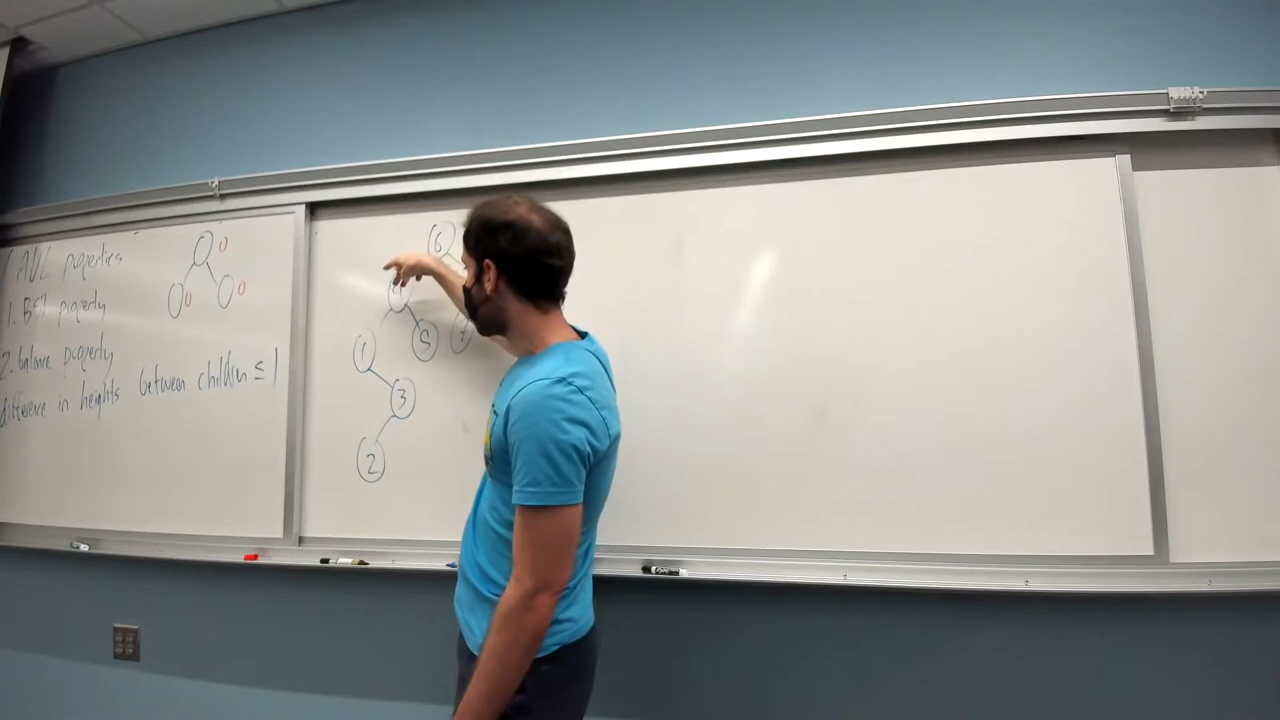 AVL properties
1. BST property
2. balance property
difference in heights between children ≤ 1
0
0 0
6
5 7
1
3
2